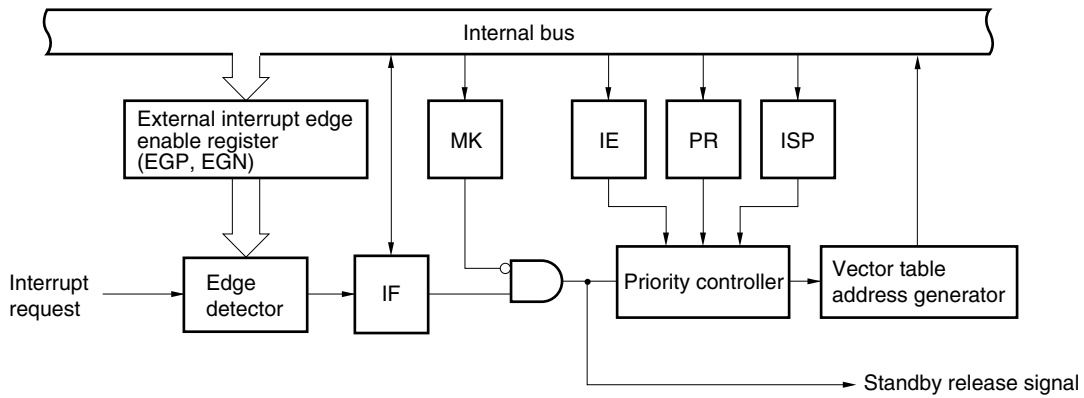 Internal bus
External interrupt edge
enable register
(EGP, EGN)
MK
IE
PR
ISP
Interrupt
request
Edge
detector
IF
Priority controller
Vector table
address generator
Standby release signal